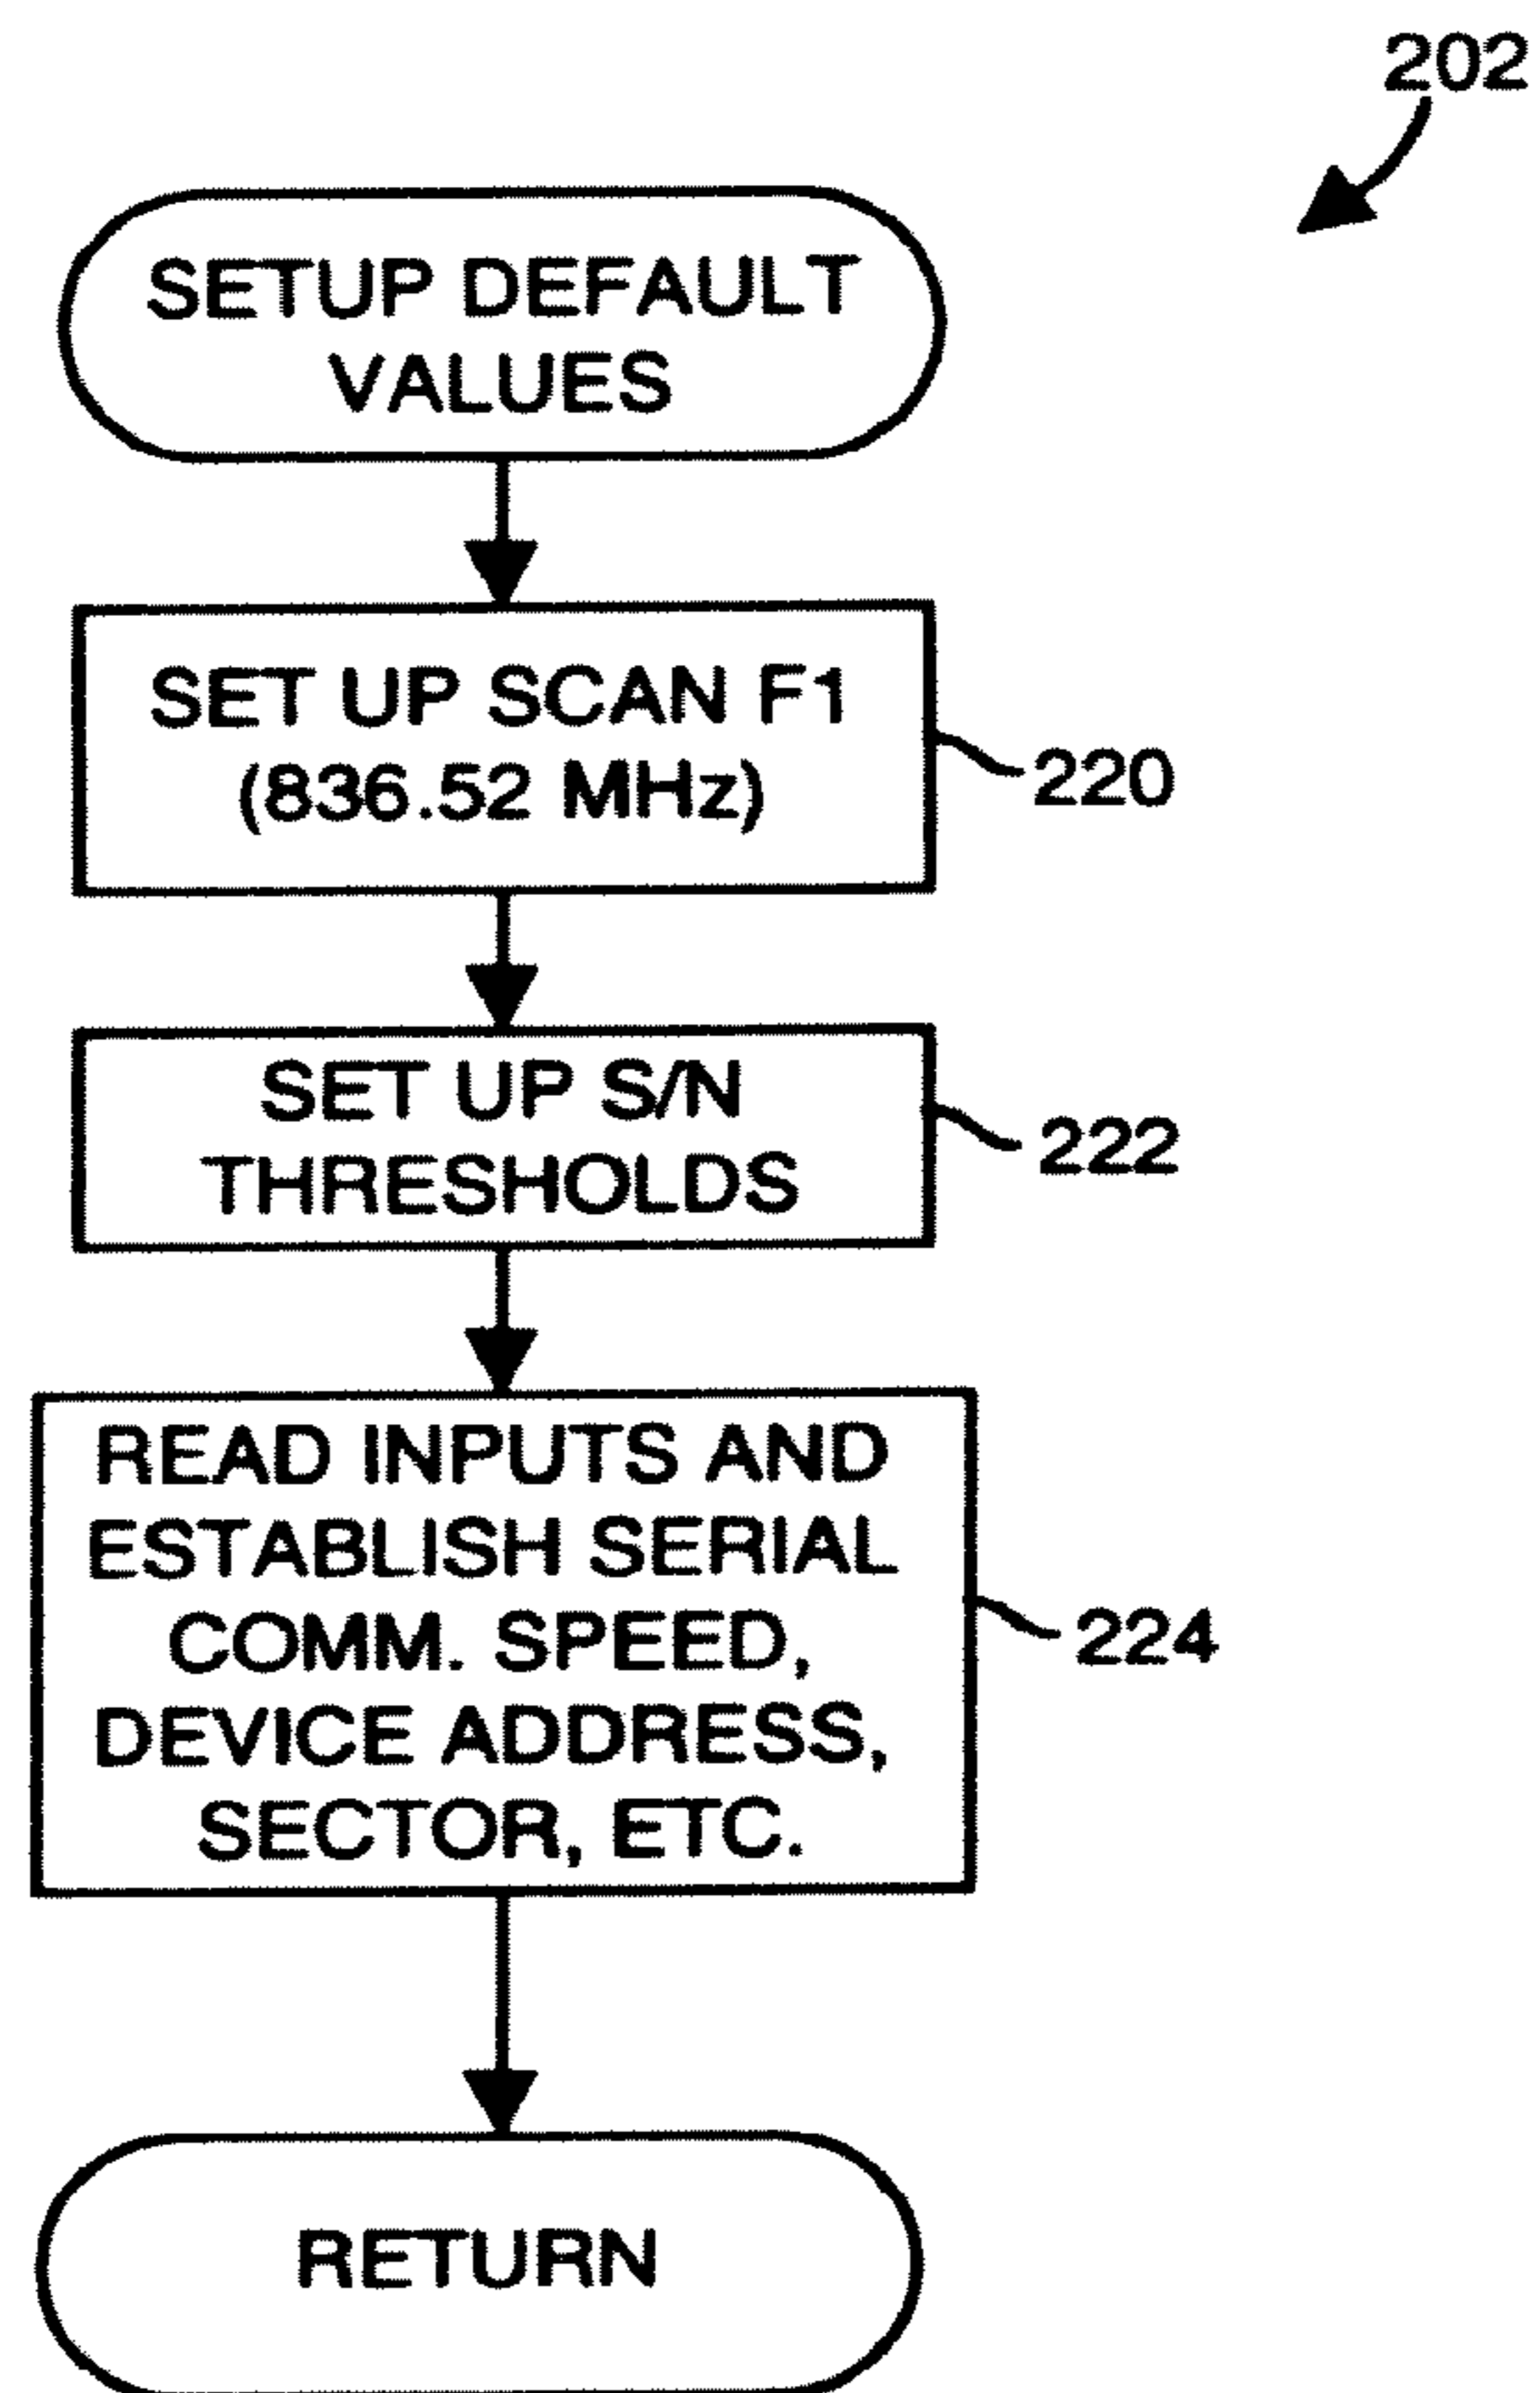 202
SETUP DEFAULT
VALUES
SET UP SCAN F1
(836.52 MHz)
220
SET UP S/N
THRESHOLDS
222
READ INPUTS AND
ESTABLISH SERIAL
COMM. SPEED,
DEVICE ADDRESS,
SECTOR, ETC.
224
RETURN